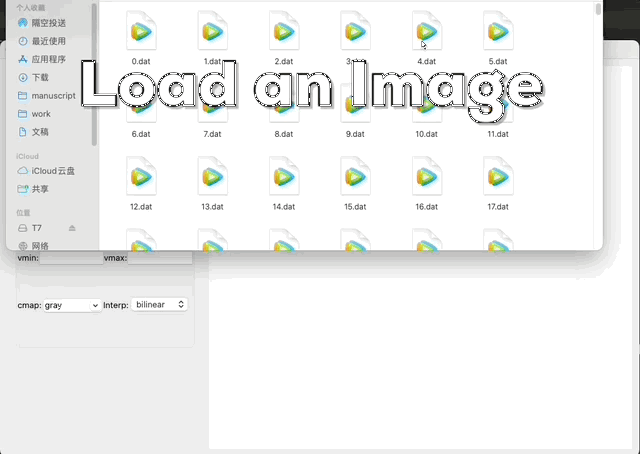 个人收藏
隔空投送
最近使用
应用程序
下载
manuscript
work
文稿
iCloud
iCloud云盘
共享
位置
T7
网络
0.dat 1.dat 2.dat 4.dat 5.dat
Load an Image
6.dat 7.dat 8.dat 9.dat 10.dat 11.dat
12.dat 13.dat 14.dat 15.dat 16.dat 17.dat
vmin: vmax:
cmap: gray Interp: bilinear